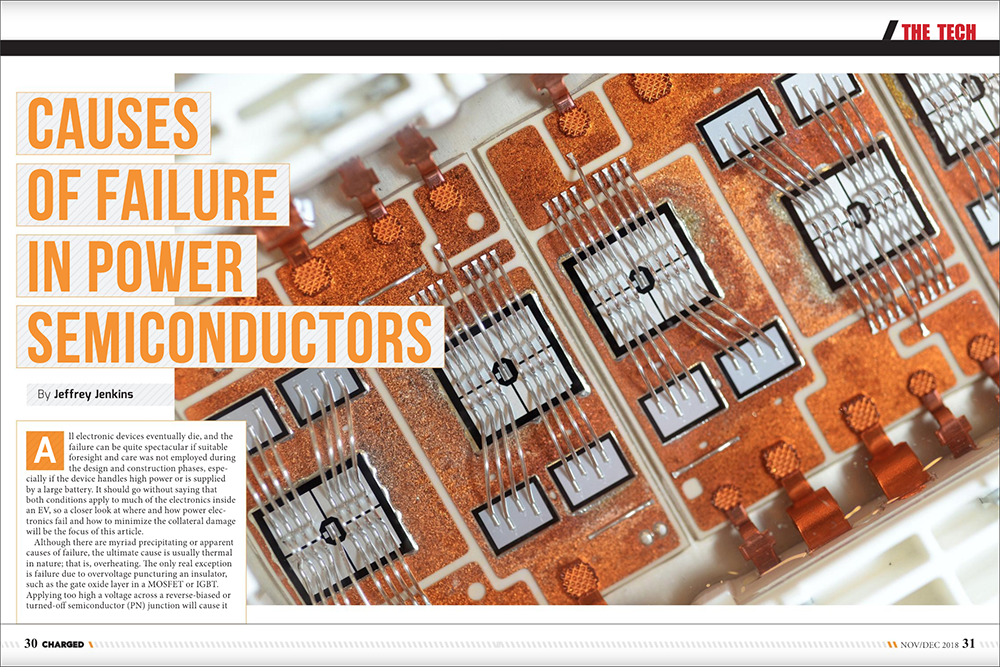 THE TECH
CAUSES
OF FAILURE
IN POWER
SEMICONDUCTORS
By Jeffrey Jenkins
All electronic devices eventually die, and the
failure can be quite spectacular if suitable
foresight and care was not employed during
the design and construction phases, espe-
cially if the device handles high power or is supplied
by a large battery. It should go without saying that
both conditions apply to much of the electronics inside
an EV, so a closer look at where and how power elec-
tronics fail and how to minimize the collateral damage
will be the focus of this article.
Although there are myriad precipitating or apparent
causes of failure, the ultimate cause is usually thermal
in nature; that is, overheating. The only real exception
is failure due to overvoltage puncturing an insulator,
such as the gate oxide layer in a MOSFET or IGBT.
Applying too high a voltage across a reverse-biased or
turned-off semiconductor (PN) junction will cause it
30 CHARGED
NOV/DEC 2018 31